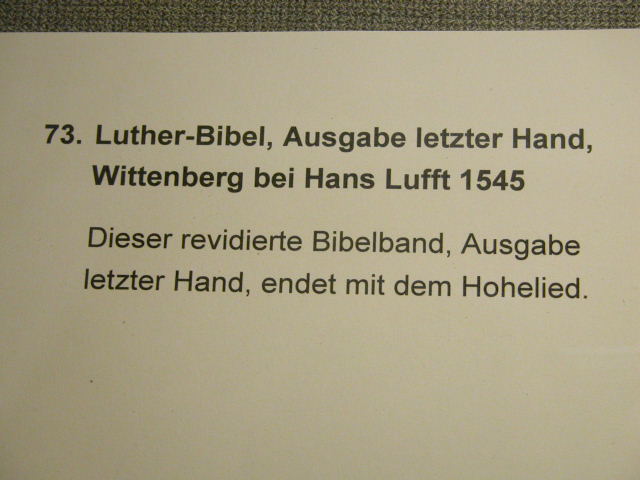 73. Luther-Bibel, Ausgabe letzter Hand,
Wittenberg bei Hans Lufft 1545
Dieser revidierte Bibelband, Ausgabe
letzter Hand, endet mit dem Hohelied.